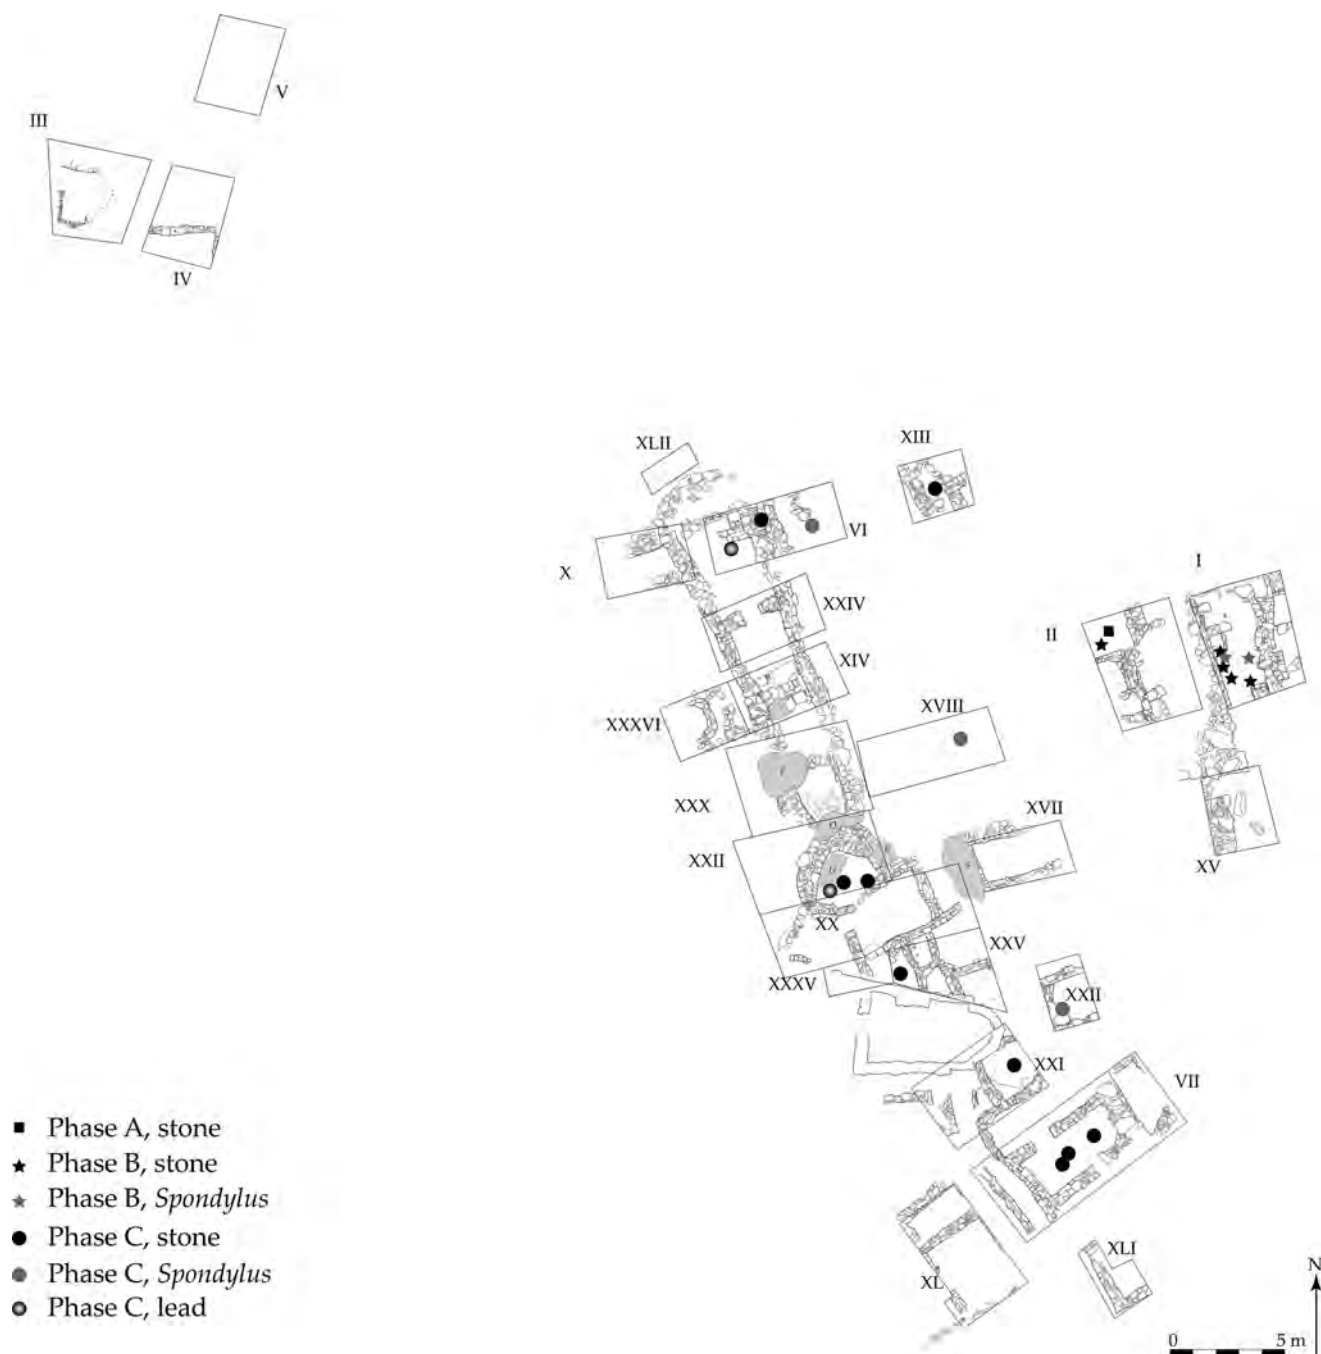 V
III
IV
XLII
XIII
VI
X
I
XXIV
II
XIV
XXXVI
XVIII
XXX
XVII
XXII
XV
XX
XXV
XXXV
XXII
XXI
VII
XLI
XL
Phase A, stone
Phase B, stone
Phase B, Spondylus
Phase C, stone
Phase C, Spondylus
Phase C, lead
N
0 5 m